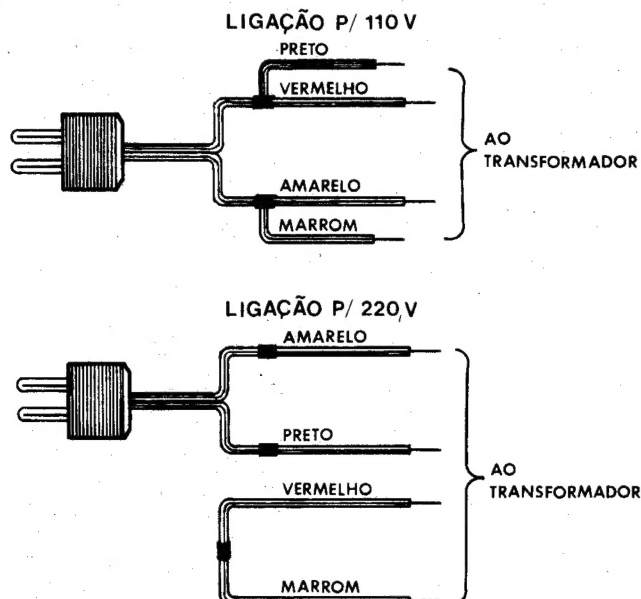 LIGAÇÃO P/ 110 V
PRETO
VERMELHO
AMARELO
MARROM
AO
TRANSFORMADOR
LIGAÇÃO P/ 220 V
AMARELO
PRETO
VERMELHO
MARROM
AO
TRANSFORMADOR